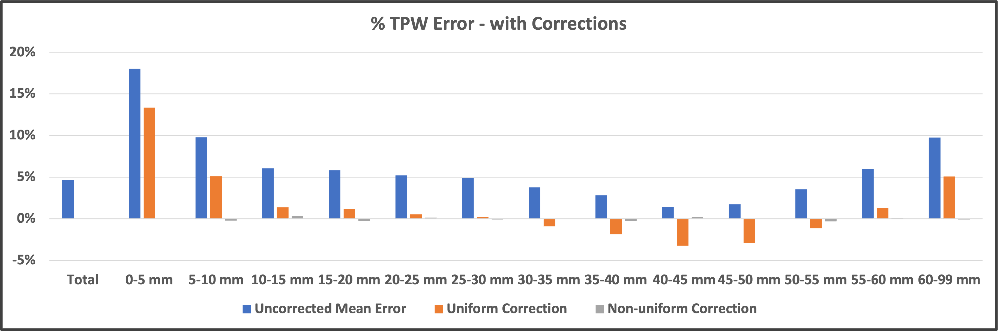 % TPW Error - with Corrections
20%
15%
10%
5%
0%
-5%
Total 0-5 mm 5-10 mm 10-15 mm 15-20 mm 20-25 mm 25-30 mm 30-35 mm 35-40 mm 40-45 mm 45-50 mm 50-55 mm 55-60 mm 60-99 mm
Uncorrected Mean Error Uniform Correction Non-uniform Correction